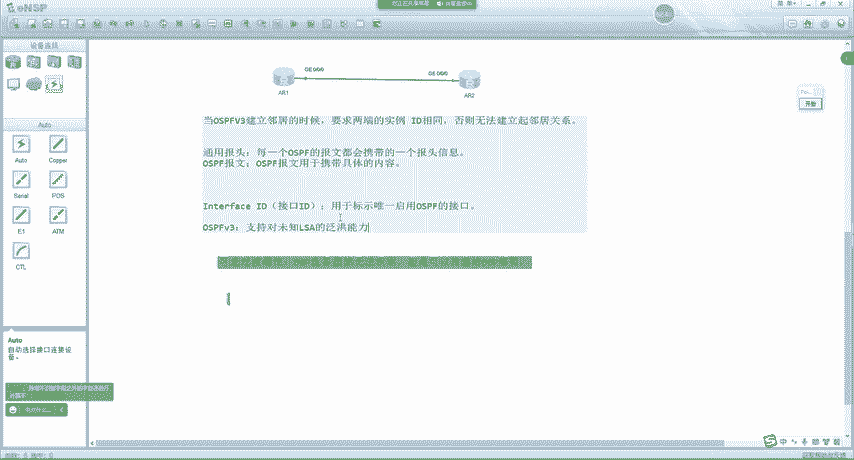 eNSP
设备连线
GE 0/0/0
GE 0/0/0
AR1
AR2
开始
当OSPFV3建立邻居的时候，要求两端的实例 ID相同，否则无法建立起邻居关系。
通用报头：每一个OSPF的报文都会携带的一个报头信息。
OSPF报文：OSPF报文用于携带具体的内容。
Interface ID（接口ID）：用于标示唯一启用OSPF的接口。
OSPFv3：支持对未知LSA的泛洪能力
Auto
Auto
Copper
Serial
POS
E1
ATM
CTL
Auto
自动选择接口连接设备。